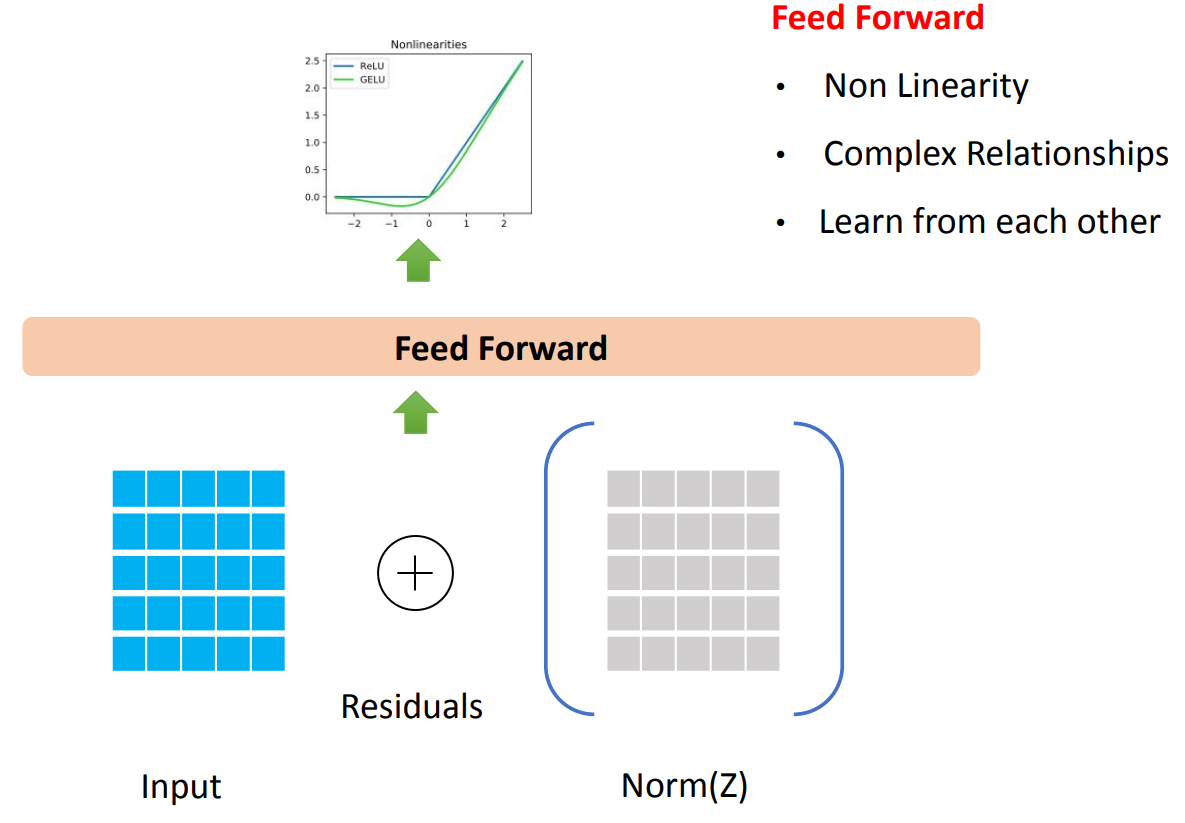 Feed Forward
Nonlinearities
ReLU
GELU
2.5
2.0
1.5
1.0
0.5
0.0
−2 −1 0 1 2
• Non Linearity
• Complex Relationships
• Learn from each other
Feed Forward
Residuals
Input
Norm(Z)